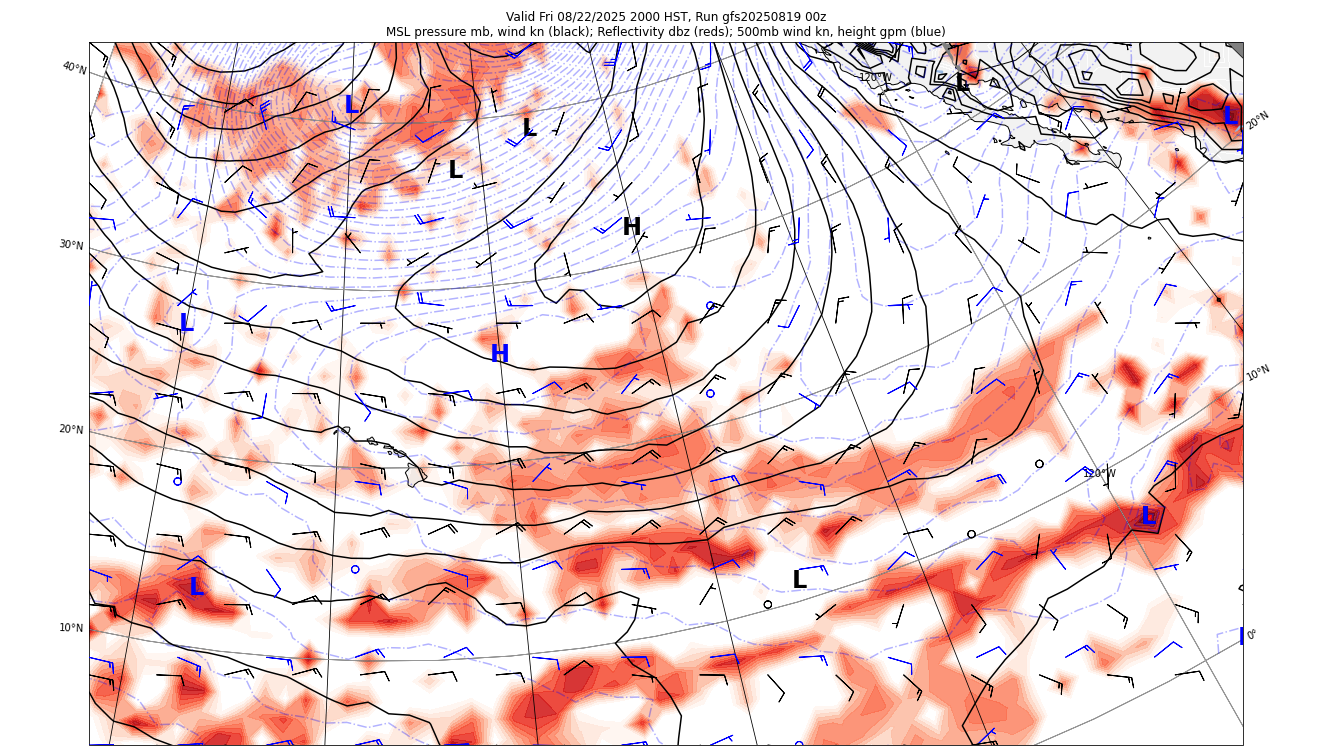 Valid Fri 08/22/2025 2000 HST, Run gfs20250819 00z
MSL pressure mb, wind kn (black); Reflectivity dbz (reds); 500mb wind kn, height gpm (blue)
40°N
120°W
L
L
L
20°N
L
L
H
30°N
L
H
10°N
20°N
120°W
L
L
L
10°N
0°